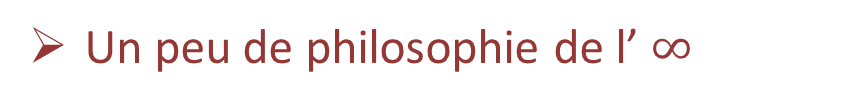 ➢ Un peu de philosophie de l’ ∞